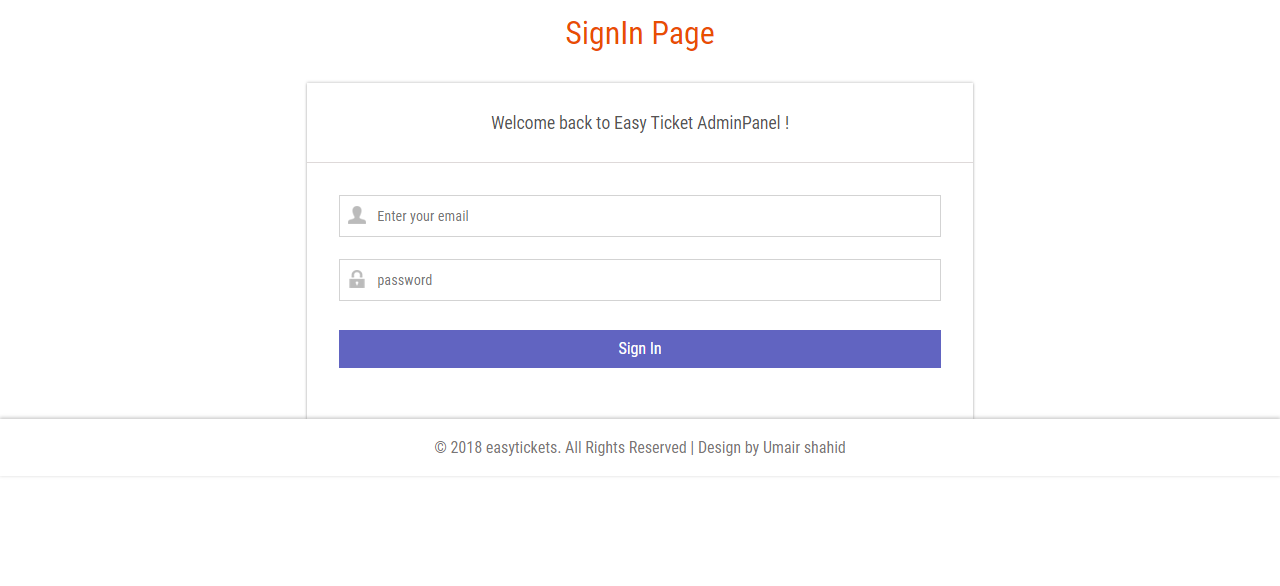 SignIn Page
Welcome back to Easy Ticket AdminPanel !
Enter your email
password
Sign In
© 2018 easytickets. All Rights Reserved | Design by Umair shahid